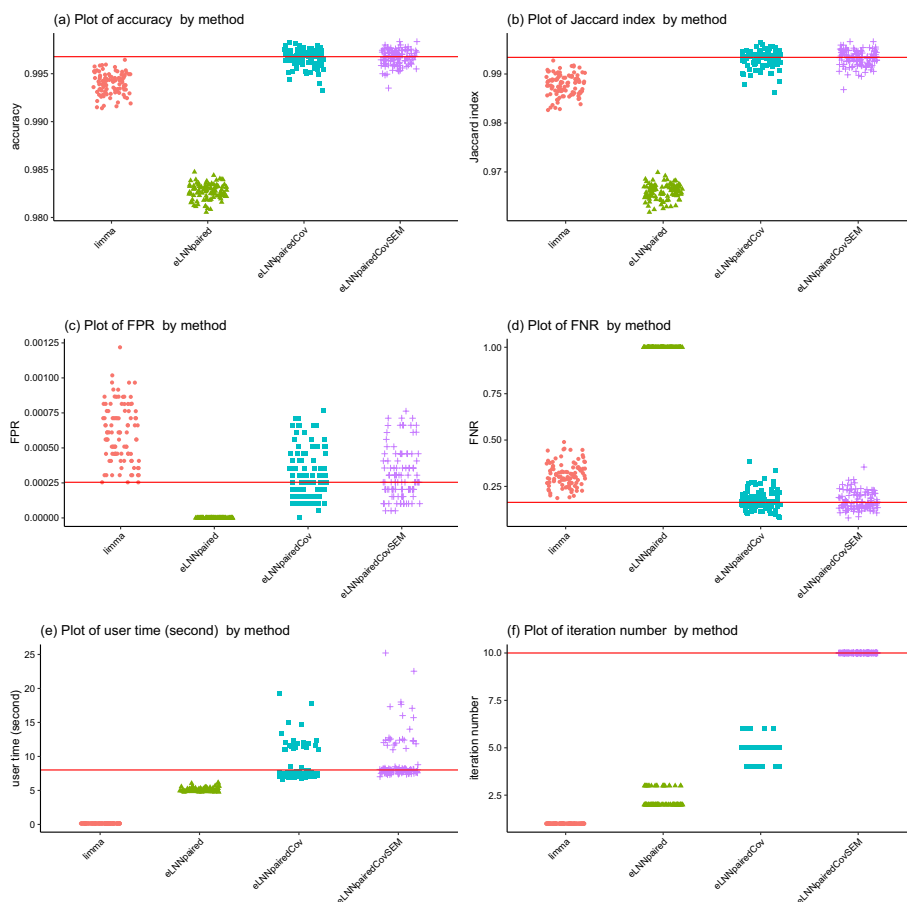 (a) Plot of accuracy by method
0.995
0.990
0.985
0.980
accuracy
limma
eLNNpaired
eLNNpairedCov
eLNNpairedCovSEM
(b) Plot of Jaccard index by method
0.99
0.98
0.97
Jaccard index
limma
eLNNpaired
eLNNpairedCov
eLNNpairedCovSEM
(c) Plot of FPR by method
0.00125
0.00100
0.00075
0.00050
0.00025
0.00000
FPR
limma
eLNNpaired
eLNNpairedCov
eLNNpairedCovSEM
(d) Plot of FNR by method
1.00
0.75
0.50
0.25
FNR
limma
eLNNpaired
eLNNpairedCov
eLNNpairedCovSEM
(e) Plot of user time (second) by method
25
20
15
10
5
0
user time (second)
limma
eLNNpaired
eLNNpairedCov
eLNNpairedCovSEM
(f) Plot of iteration number by method
10.0
7.5
5.0
2.5
iteration number
limma
eLNNpaired
eLNNpairedCov
eLNNpairedCovSEM